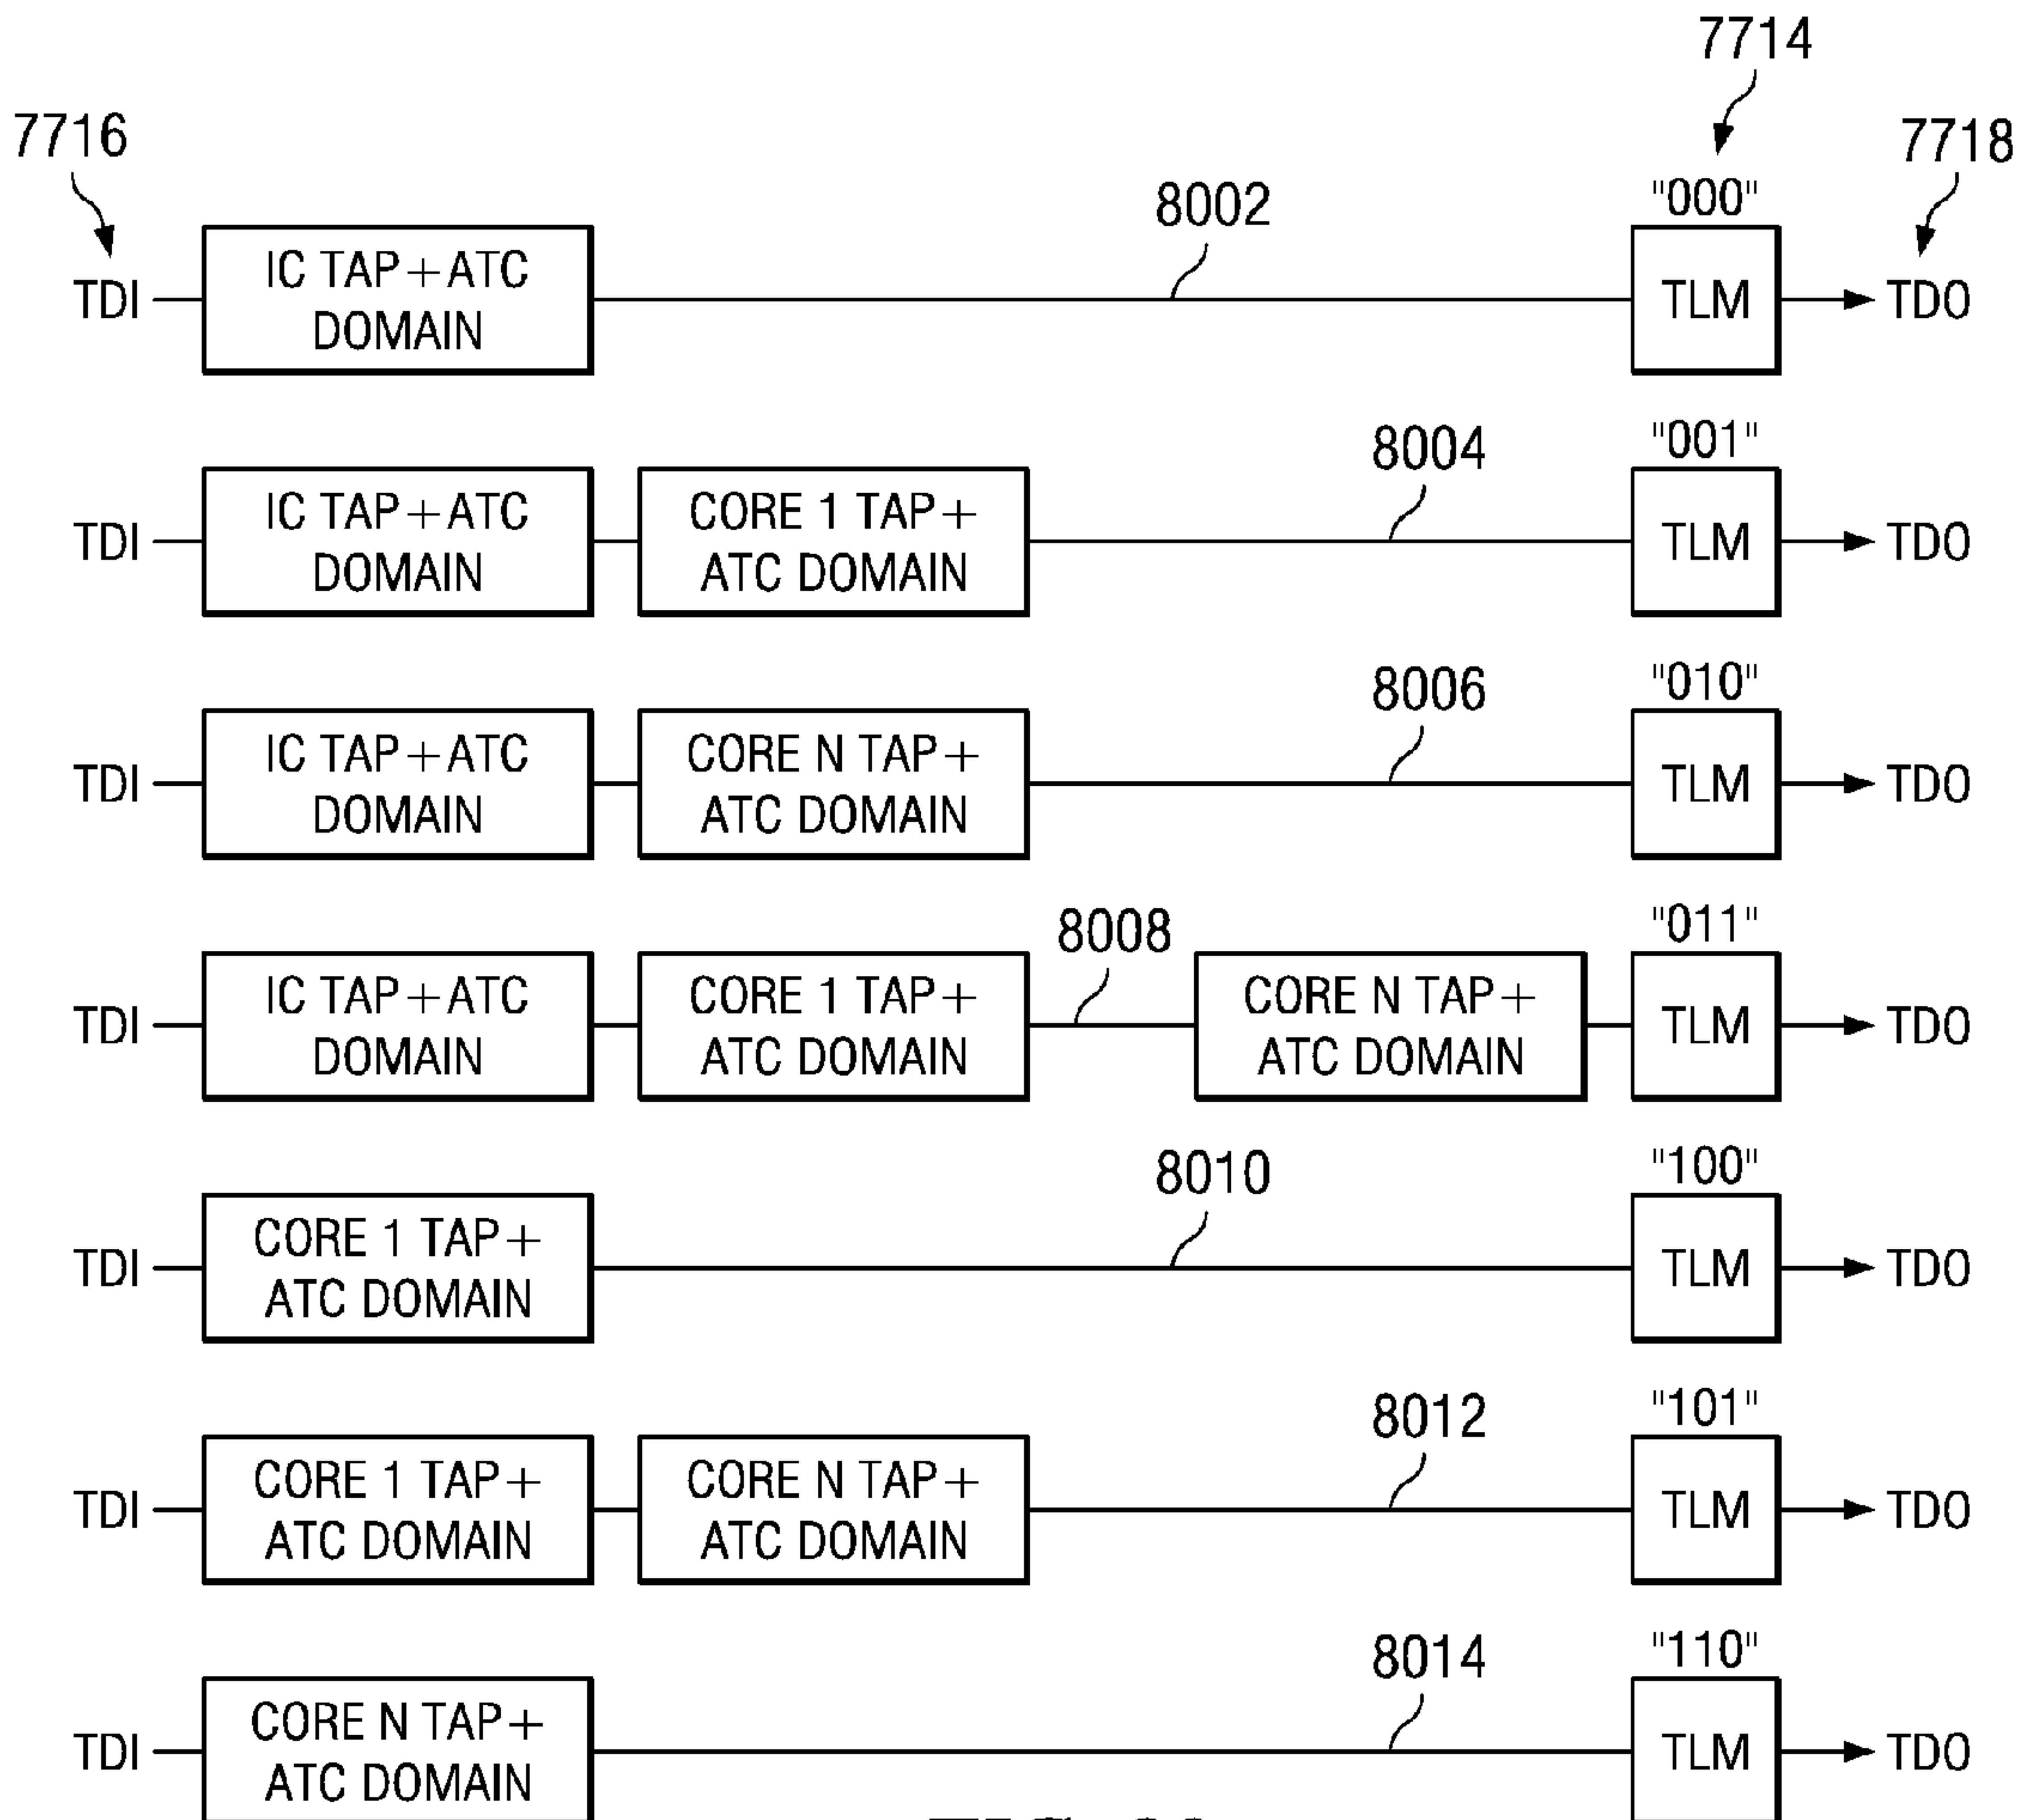 7714
7716
7718
8002
"000"
TDI
IC TAP+ATC
DOMAIN
TLM
TDO
8004
"001"
TDI
IC TAP+ATC
DOMAIN
CORE 1 TAP+
ATC DOMAIN
TLM
TDO
8006
"010"
TDI
IC TAP+ATC
DOMAIN
CORE N TAP+
ATC DOMAIN
TLM
TDO
8008
"011"
TDI
IC TAP+ATC
DOMAIN
CORE 1 TAP+
ATC DOMAIN
CORE N TAP+
ATC DOMAIN
TLM
TDO
8010
"100"
TDI
CORE 1 TAP+
ATC DOMAIN
TLM
TDO
8012
"101"
TDI
CORE 1 TAP+
ATC DOMAIN
CORE N TAP+
ATC DOMAIN
TLM
TDO
8014
"110"
TDI
CORE N TAP+
ATC DOMAIN
TLM
TDO